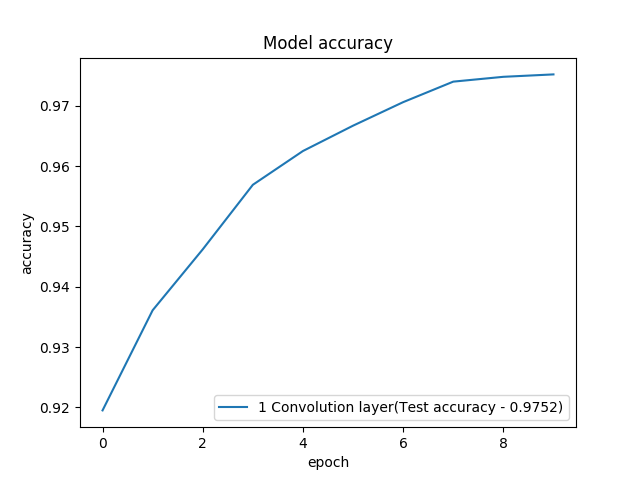 Model accuracy
0.97
0.96
0.95
0.94
0.93
0.92
accuracy
1 Convolution layer(Test accuracy - 0.9752)
0 2 4 6 8
epoch